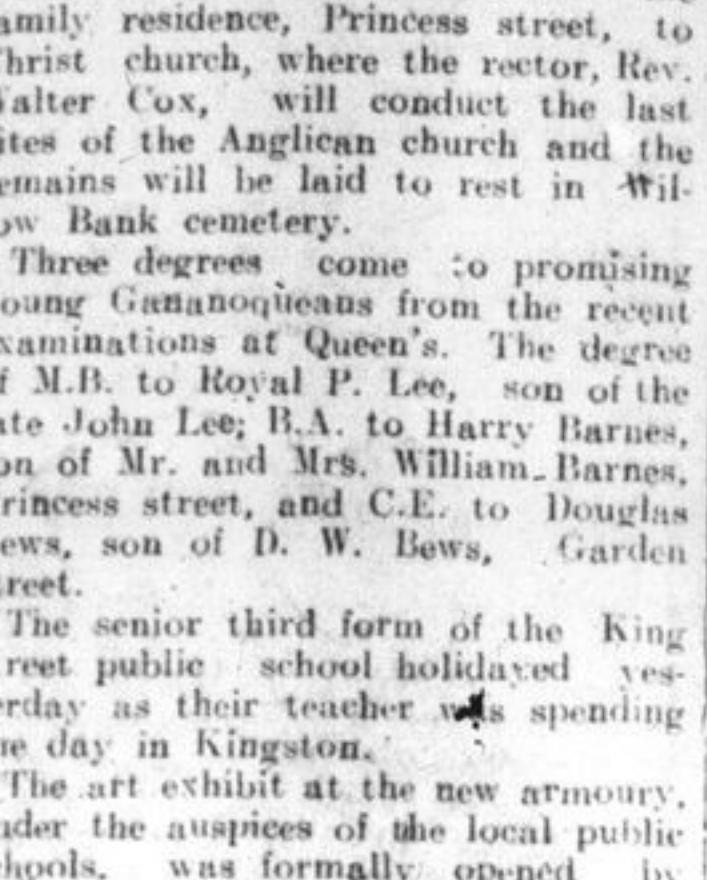 amily residence, Princess street, to
hrist church, where the rector, Rev.
alter Cox, will conduct the last
ites of the Anglican church and the
emains will be laid to rest in Wil-
ow Bank cemetery.
Three degrees come to promising
oung Gananoqueans from the recent
xaminations at Queen's. The degree
f M.B. to Royal P. Lee, son of the
ate John Lee; B.A. to Harry Barnes,
on of Mr. and Mrs. William Barnes,
rincess street, and C.E. to Douglas
ews, son of D. W. Bews, Garden
reet.
The senior third form of the King
reet public school holidayed yes-
erday as their teacher was spending
he day in Kingston.
The art exhibit at the new armoury,
nder the auspices of the local public
chools, was formally opened by